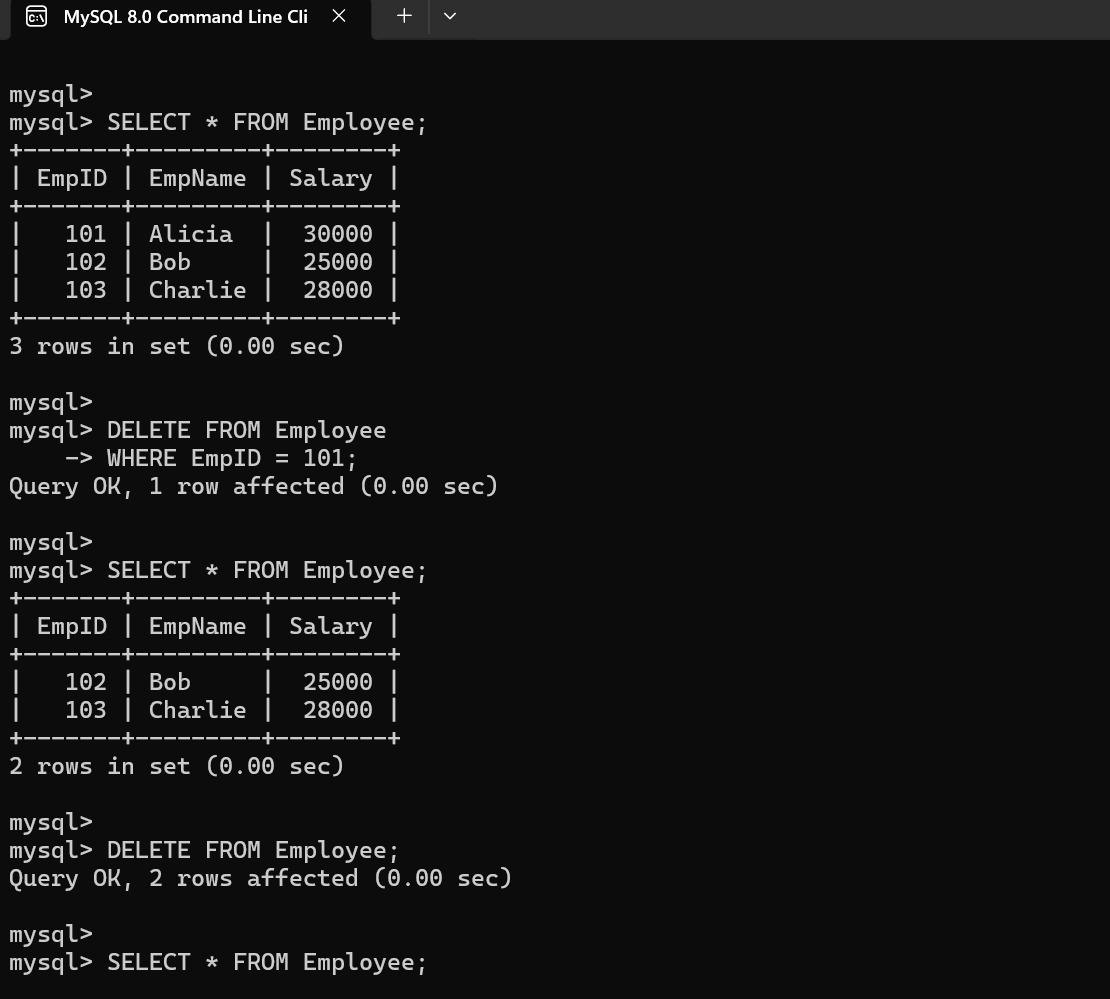 MySQL 8.0 Command Line Cli
mysql>
mysql> SELECT * FROM Employee;
+-------+---------+--------+
| EmpID | EmpName | Salary |
+-------+---------+--------+
|   101 | Alicia  |  30000 |
|   102 | Bob     |  25000 |
|   103 | Charlie |  28000 |
+-------+---------+--------+
3 rows in set (0.00 sec)
mysql>
mysql> DELETE FROM Employee
    -> WHERE EmpID = 101;
Query OK, 1 row affected (0.00 sec)
mysql>
mysql> SELECT * FROM Employee;
+-------+---------+--------+
| EmpID | EmpName | Salary |
+-------+---------+--------+
|   102 | Bob     |  25000 |
|   103 | Charlie |  28000 |
+-------+---------+--------+
2 rows in set (0.00 sec)
mysql>
mysql> DELETE FROM Employee;
Query OK, 2 rows affected (0.00 sec)
mysql>
mysql> SELECT * FROM Employee;